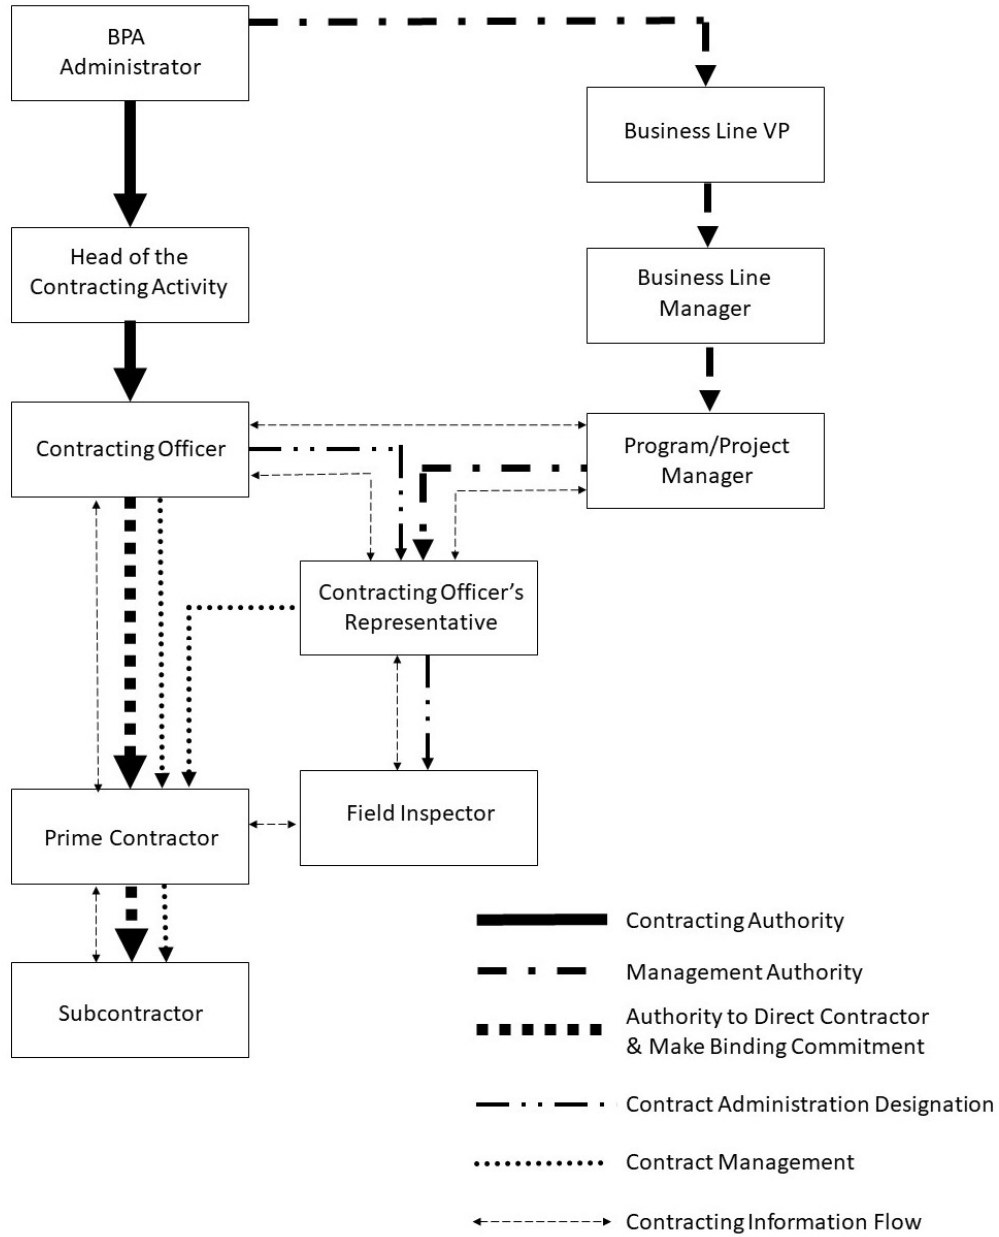 BPA
Administrator
Business Line VP
Head of the
Contracting Activity
Business Line
Manager
Contracting Officer
Program/Project
Manager
Contracting Officer's
Representative
Prime Contractor
Field Inspector
Subcontractor
Contracting Authority
Management Authority
Authority to Direct Contractor
& Make Binding Commitment
Contract Administration Designation
Contract Management
Contracting Information Flow